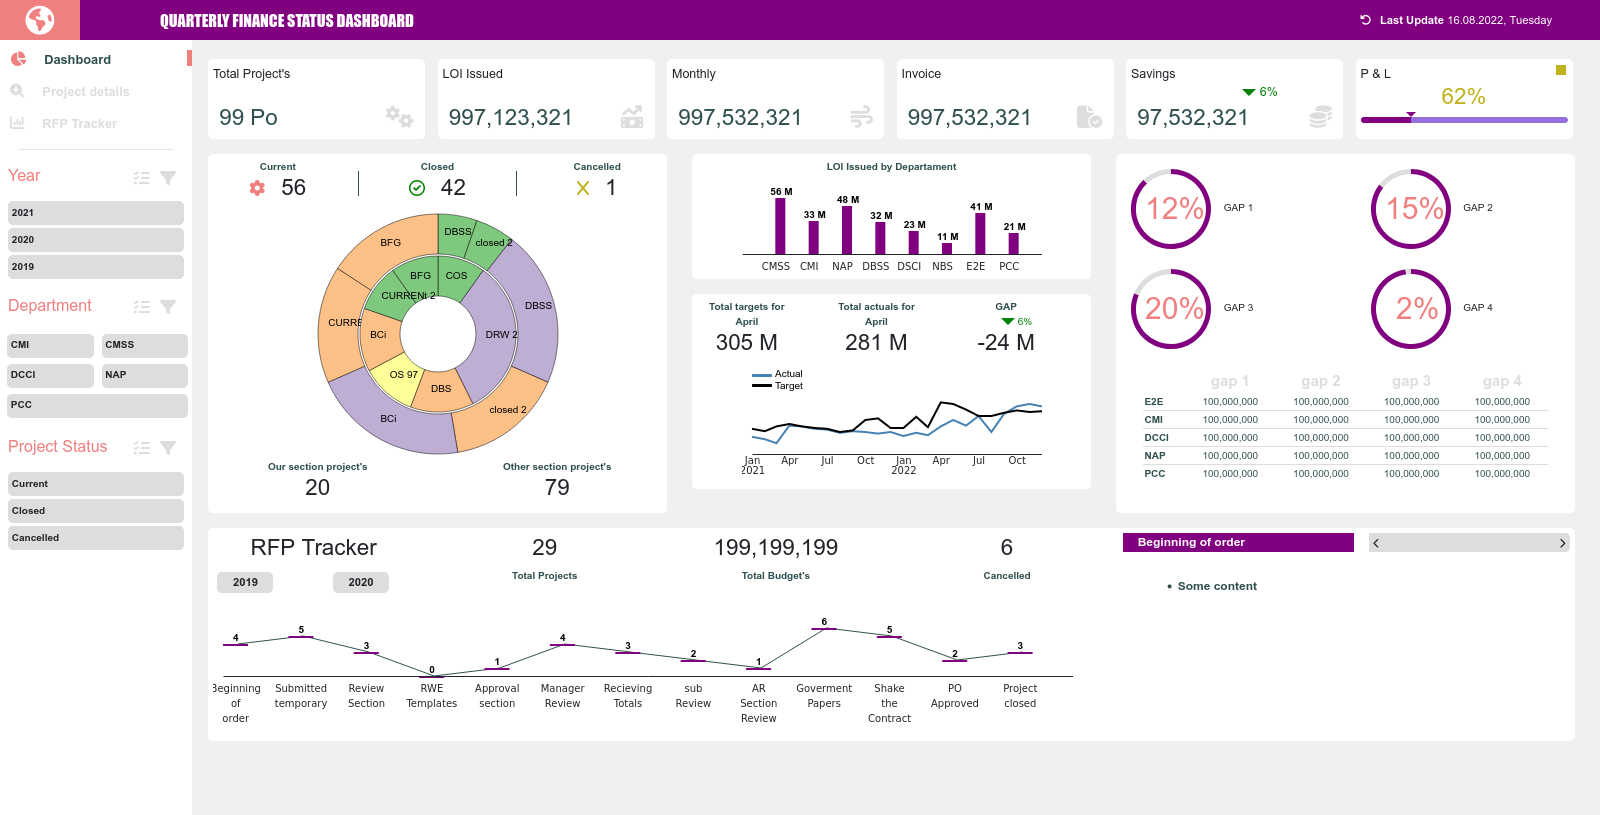 QUARTERLY FINANCE STATUS DASHBOARD
Last Update 16.08.2022, Tuesday
Dashboard
Project details
RFP Tracker
Year
2021
2020
2019
Department
CMI CMSS
DCCI NAP
PCC
Project Status
Current
Closed
Cancelled
Total Project's
99 Po
LOI Issued
997,123,321
Monthly
997,532,321
Invoice
997,532,321
Savings
6%
97,532,321
P & L
62%
Current Closed Cancelled
56 42 1
DBSS
closed 2
BFG
BFG
COS
CURRENt 2
DBSS
CURRE
BCi
DRW 2
OS 97
DBS
closed 2
BCi
Our section project's Other section project's
20 79
LOI Issued by Departament
56 M 33 M 48 M 32 M 23 M 11 M 41 M 21 M
CMSS CMI NAP DBSS DSCI NBS E2E PCC
Total targets for April
305 M
Total actuals for April
281 M
GAP
6%
-24 M
Actual
Target
Jan Apr Jul Oct Jan Apr Jul Oct
2021 2022
12% GAP 1
15% GAP 2
20% GAP 3
2% GAP 4
gap 1 gap 2 gap 3 gap 4
E2E 100,000,000 100,000,000 100,000,000 100,000,000
CMI 100,000,000 100,000,000 100,000,000 100,000,000
DCCI 100,000,000 100,000,000 100,000,000 100,000,000
NAP 100,000,000 100,000,000 100,000,000 100,000,000
PCC 100,000,000 100,000,000 100,000,000 100,000,000
RFP Tracker
2019 2020
29
Total Projects
199,199,199
Total Budget's
6
Cancelled
4 5 3 0 1 4 3 2 1 6 5 2 3
Beginning of order
Submitted temporary
Review Section
RWE Templates
Approval section
Manager Review
Recieving Totals
sub Review
AR Section Review
Goverment Papers
Shake the Contract
PO Approved
Project closed
Beginning of order
• Some content